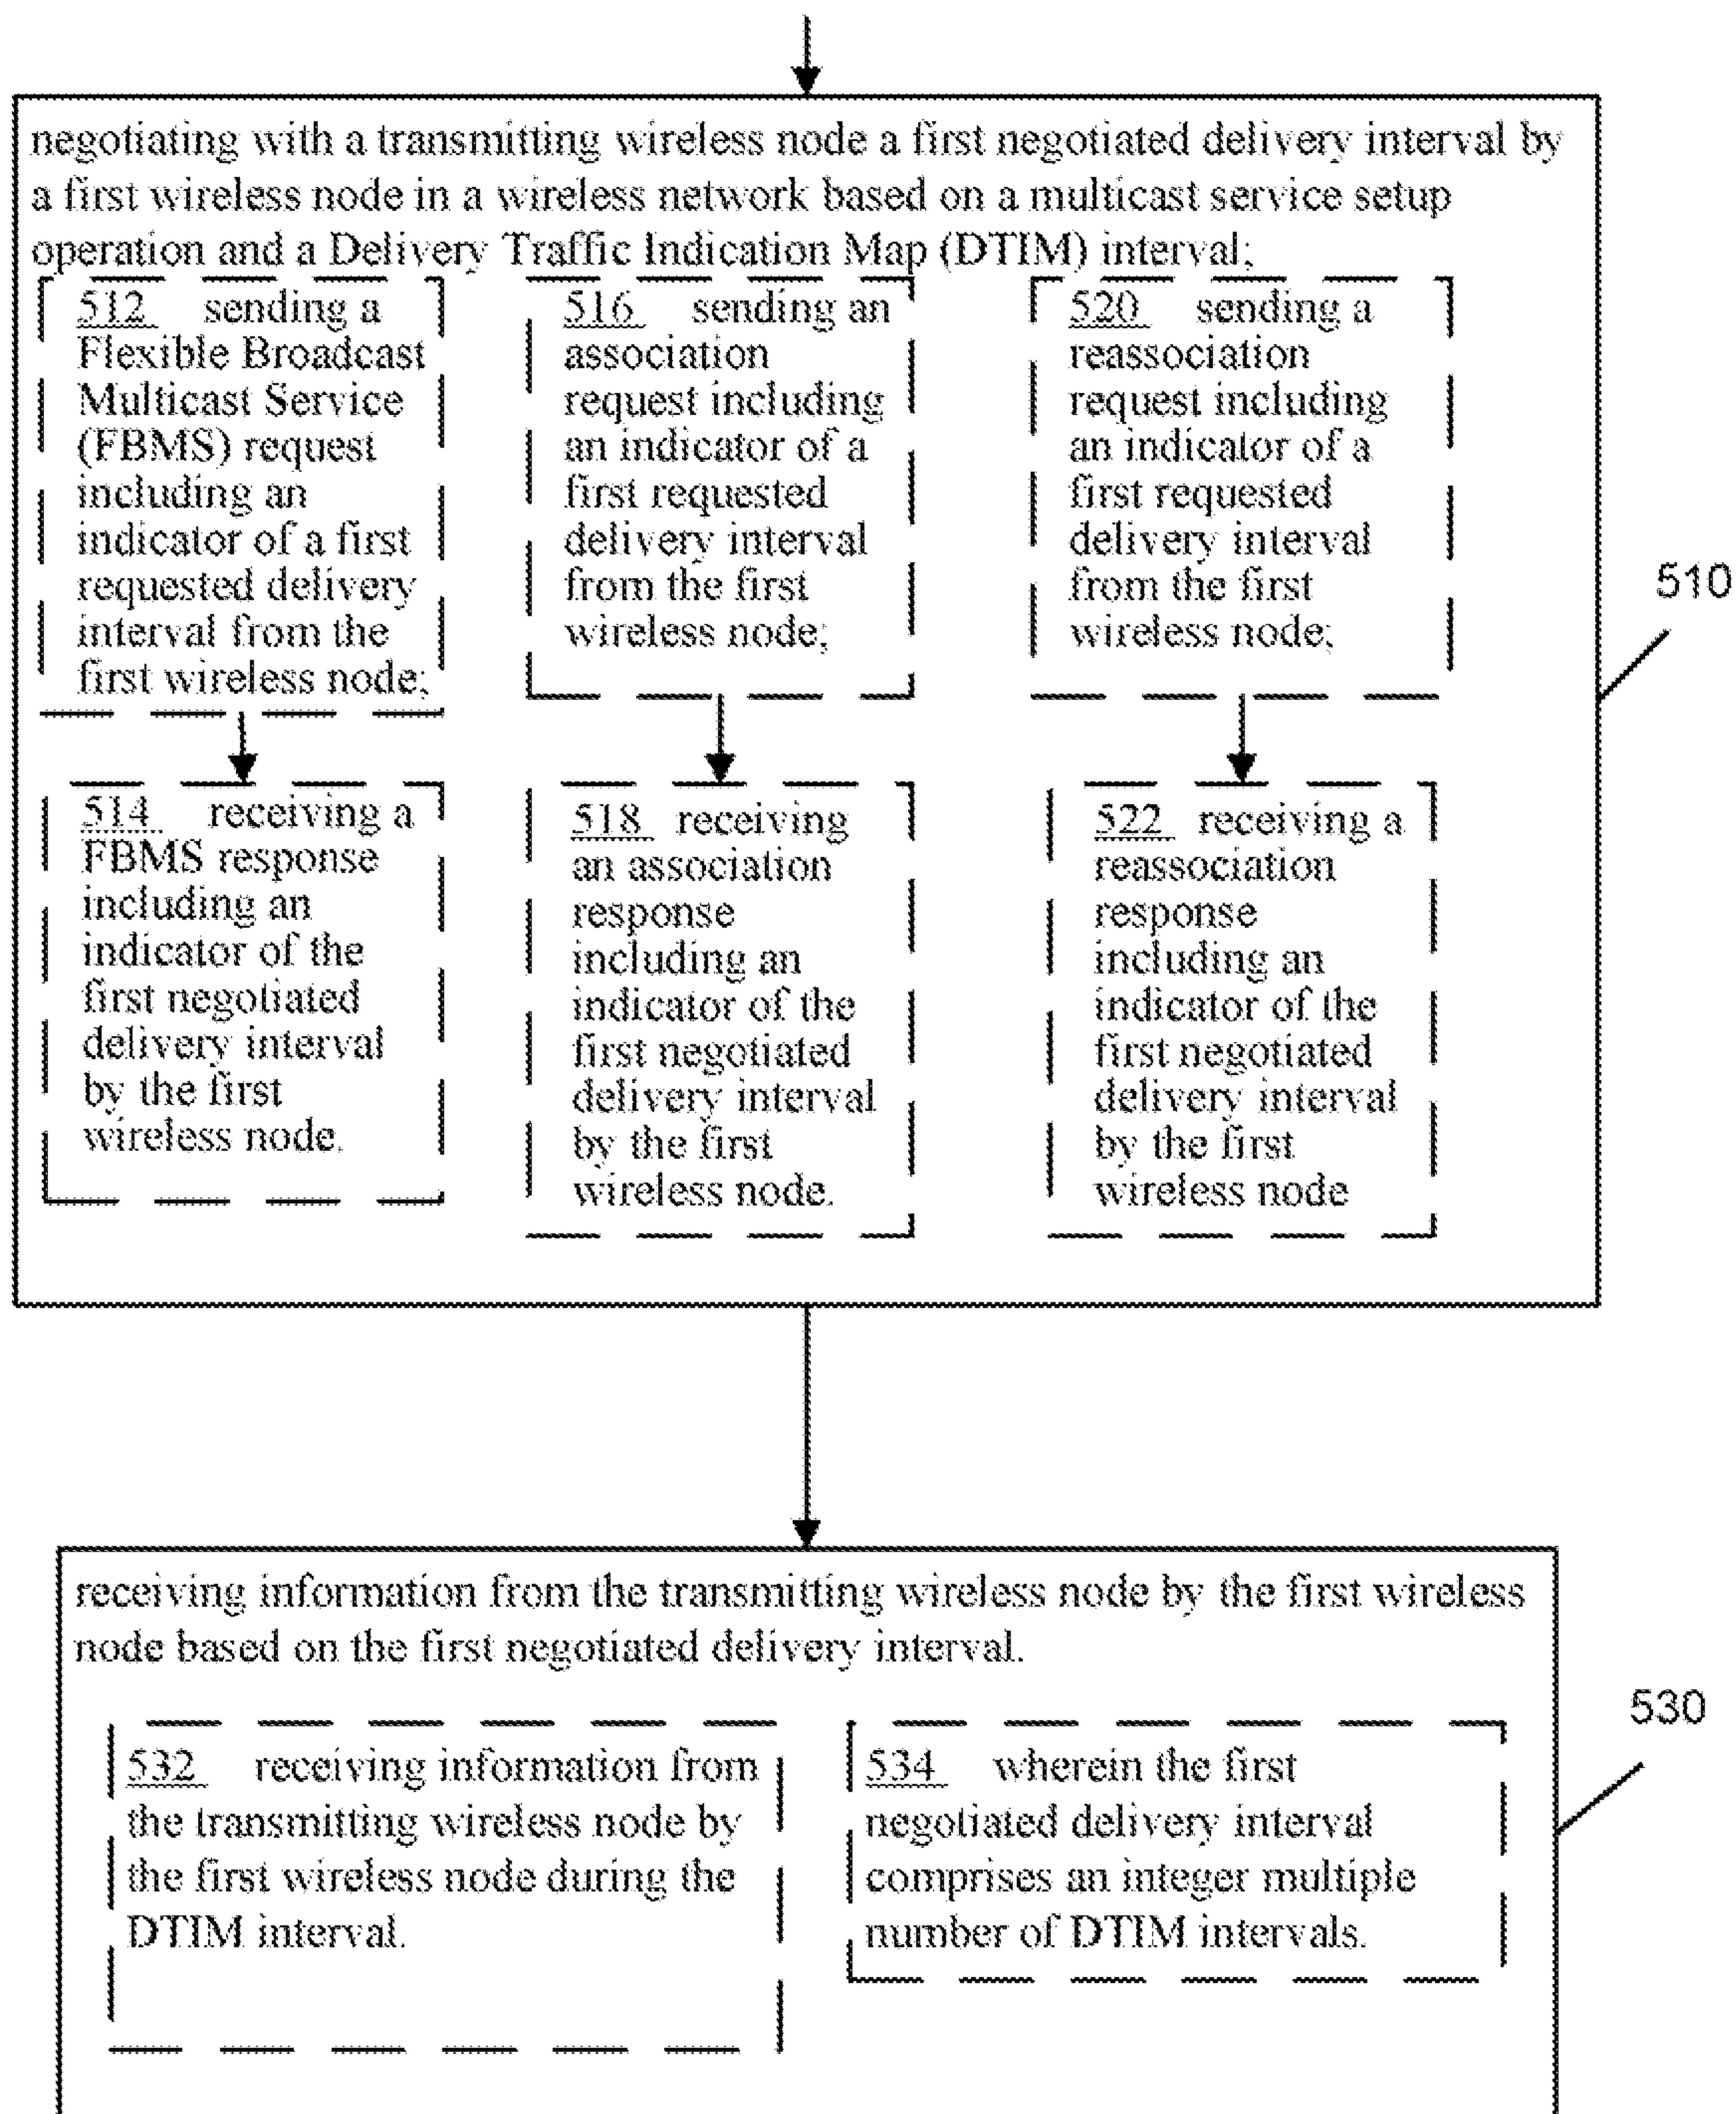 negotiating with a transmitting wireless node a first negotiated delivery interval by
a first wireless node in a wireless network based on a multicast service setup
operation and a Delivery Traffic Indication Map (DTIM) interval;
512 sending a
Flexible Broadcast
Multicast Service
(FBMS) request
including an
indicator of a first
requested delivery
interval from the
first wireless node;
516 sending an
association
request including
an indicator of a
first requested
delivery interval
from the first
wireless node;
520 sending a
reassociation
request including
an indicator of a
first requested
delivery interval
from the first
wireless node;
510
514 receiving a
FBMS response
including an
indicator of the
first negotiated
delivery interval
by the first
wireless node.
518 receiving
an association
response
including an
indicator of the
first negotiated
delivery interval
by the first
wireless node.
522 receiving a
reassociation
response
including an
indicator of the
first negotiated
delivery interval
by the first
wireless node
receiving information from the transmitting wireless node by the first wireless
node based on the first negotiated delivery interval.
530
532 receiving information from
the transmitting wireless node by
the first wireless node during the
DTIM interval.
534 wherein the first
negotiated delivery interval
comprises an integer multiple
number of DTIM intervals.